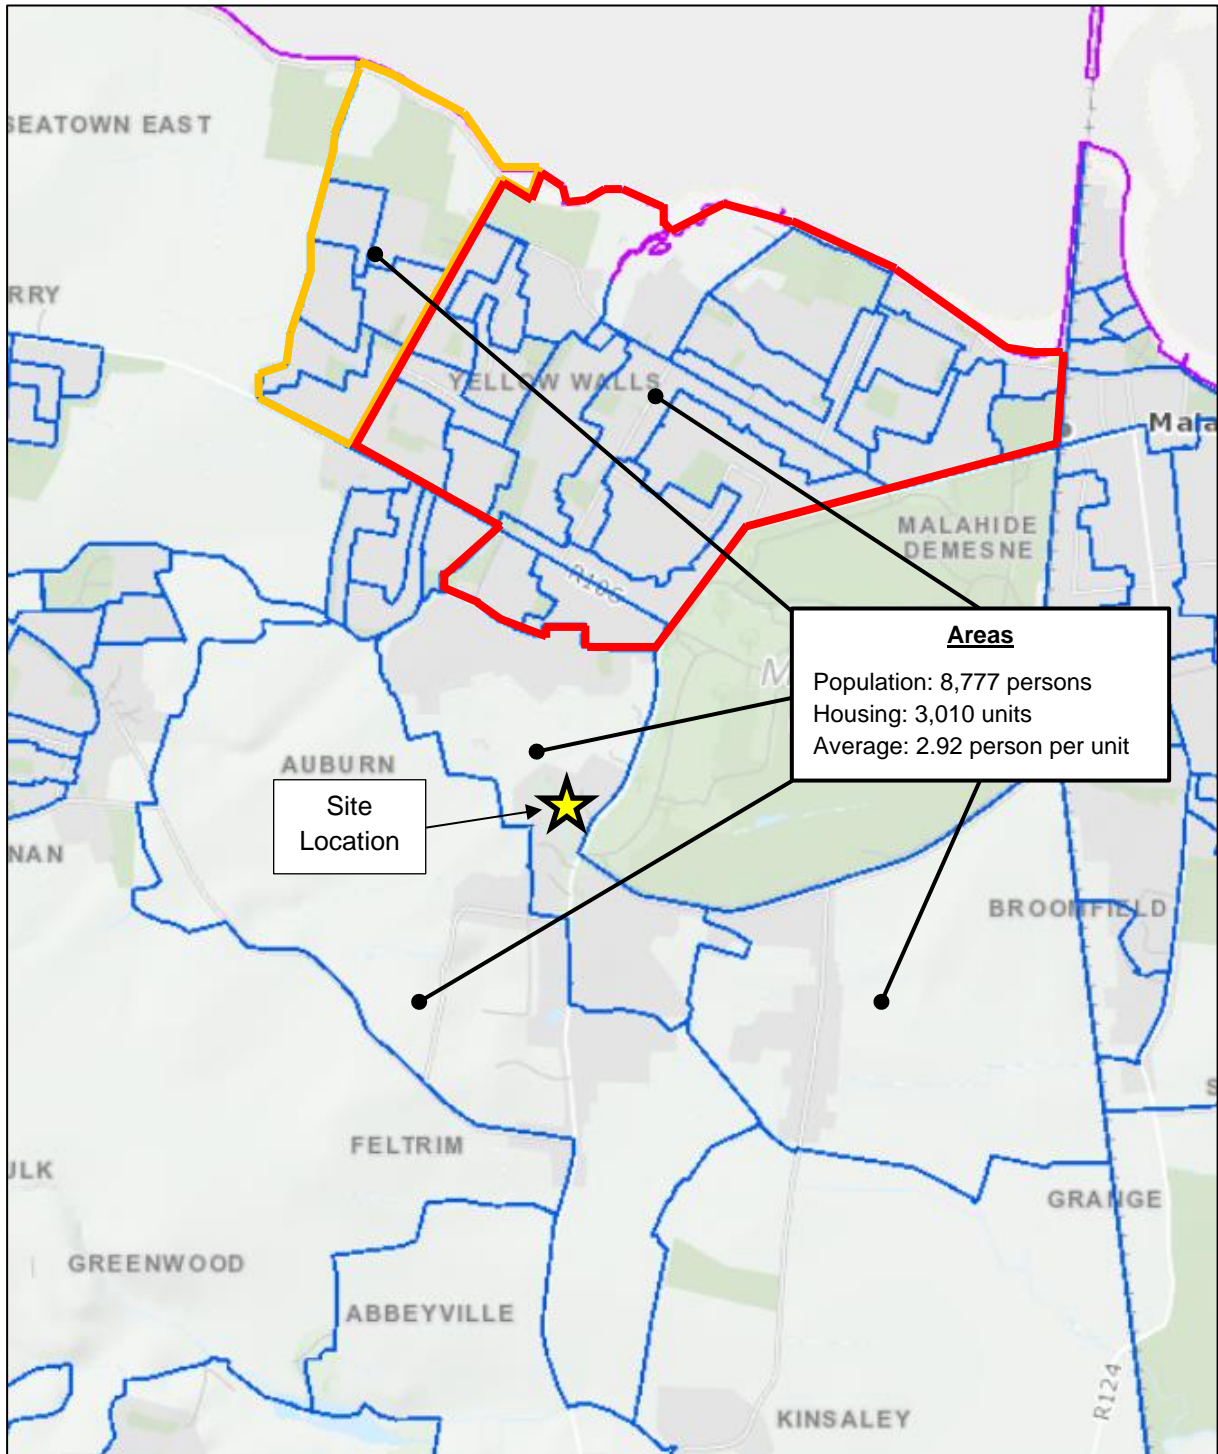 SEATOWN EAST
RRY
YELLOW WALLS
Mala
MALAHIDE
DEMESNE
R106
Areas
M
Population: 8,777 persons
Housing: 3,010 units
Average: 2.92 person per unit
AUBURN
Site
Location
NAN
BROOMFIELD
S
FELTRIM
ULK
GRANGE
GREENWOOD
ABBEYVILLE
R124
KINSALEY